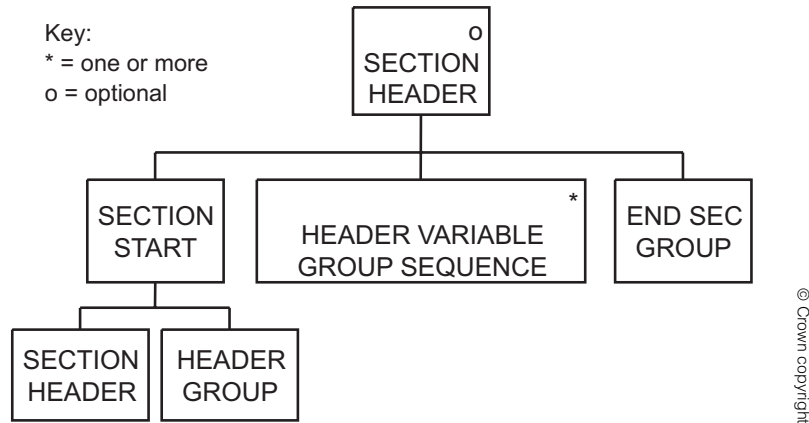 Key:
* = one or more
o = optional
o
SECTION
HEADER
SECTION
START
*
HEADER VARIABLE
GROUP SEQUENCE
END SEC
GROUP
SECTION
HEADER
HEADER
GROUP
© Crown copyright